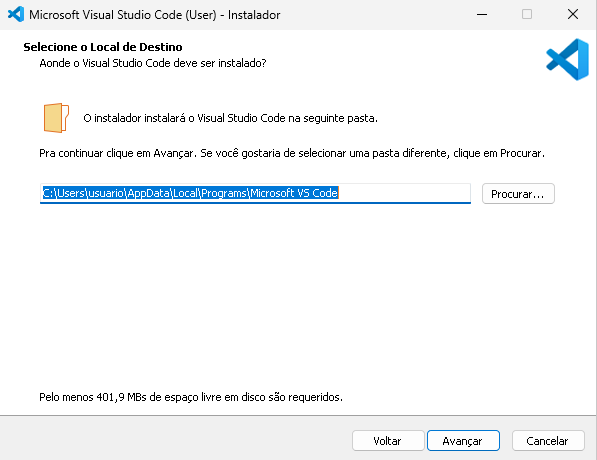 Microsoft Visual Studio Code (User) - Instalador
Selecione o Local de Destino
Aonde o Visual Studio Code deve ser instalado?
O instalador instalará o Visual Studio Code na seguinte pasta.
Pra continuar clique em Avançar. Se você gostaria de selecionar uma pasta diferente, clique em Procurar.
C:\Users\usuario\AppData\Local\Programs\Microsoft VS Code
Procurar...
Pelo menos 401,9 MBs de espaço livre em disco são requeridos.
Voltar
Avançar
Cancelar